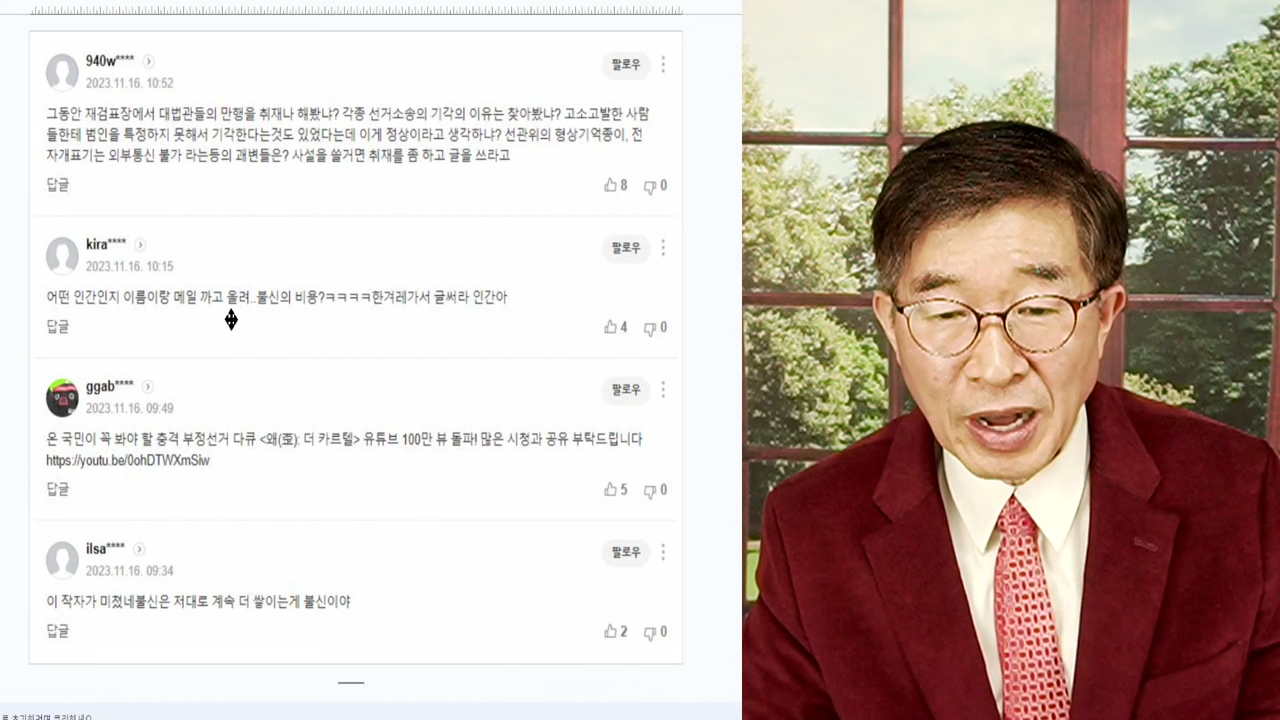 940w****
팔로우
2023.11.16. 10:52
그동안 재검표장에서 대법관들의 만행을 취재나 해봤냐? 각종 선거소송의 기각의 이유는 찾아봤냐? 고소고발한 사람
들한테 범인을 특정하지 못해서 기각한다는것도 있었다는데 이게 정상이라고 생각하냐? 선관위의 형상기억종이, 전
자개표기는 외부통신 불가 라는등의 괘변들은? 사설을 쓸거면 취재를 좀 하고 글을 쓰라고
답글
8 0
kira****
팔로우
2023.11.16. 10:15
어떤 인간인지 이름이랑 메일 까고 올려..불신의 비용?ㅋㅋㅋㅋ한겨레가서 글써라 인간아
답글
4 0
ggab****
팔로우
2023.11.16. 09:49
온 국민이 꼭 봐야 할 충격 부정선거 다큐 <왜(歪): 더 카르텔> 유튜브 100만 뷰 돌파! 많은 시청과 공유 부탁드립니다
https://youtu.be/0ohDTWXmSiw
답글
5 0
ilsa****
팔로우
2023.11.16. 09:34
이 작자가 미쳤네불신은 저대로 계속 더 쌓이는게 불신이야
답글
2 0